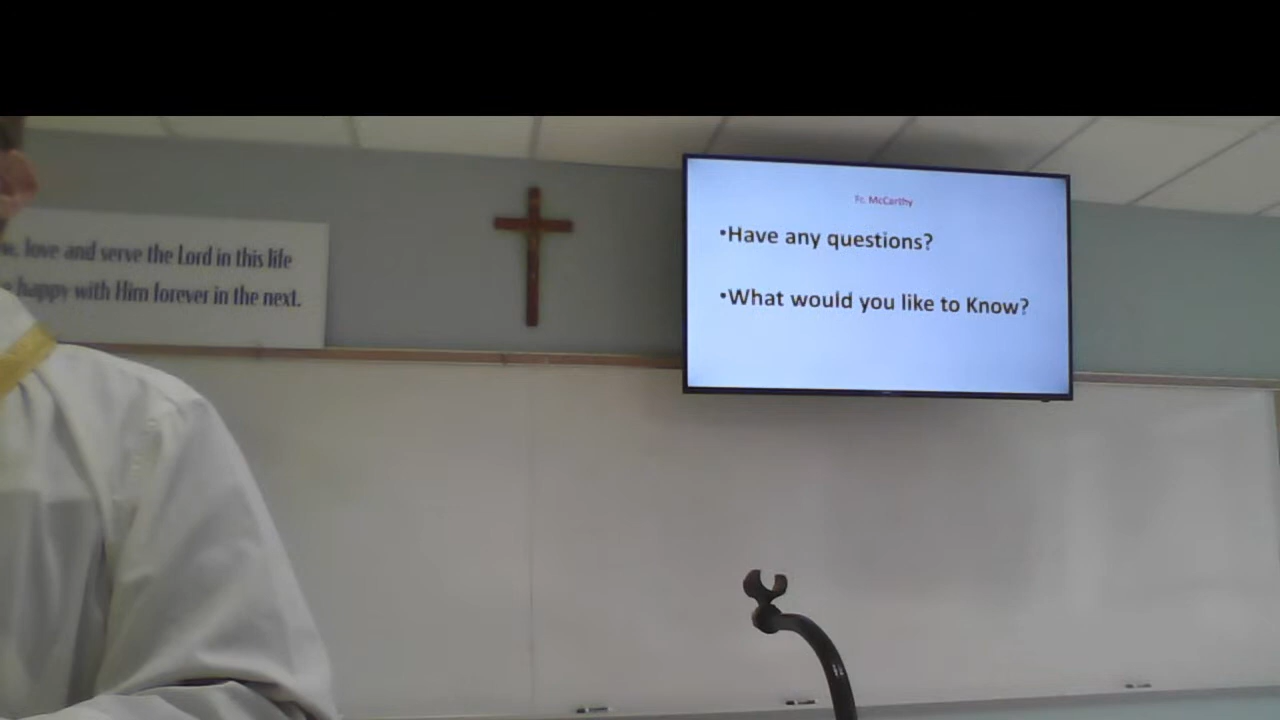 love and serve the Lord in this life
happy with Him forever in the next.
Fr. McCarthy
•Have any questions?
•What would you like to Know?